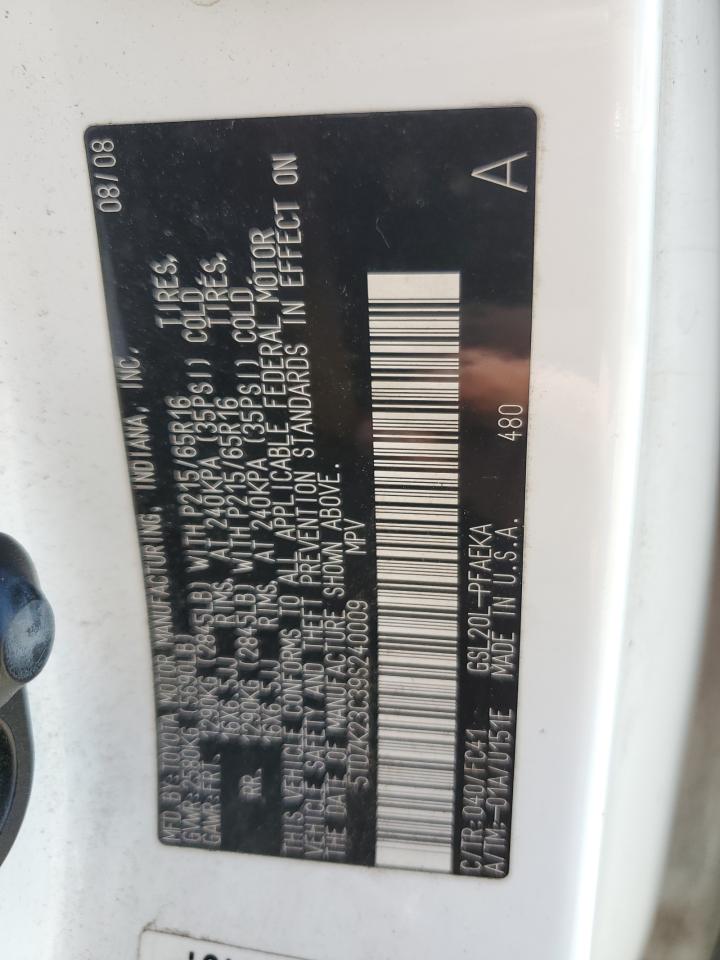 MFD BY: TOYOTA MOTOR MANUFACTURING, INDIANA, INC. 08/08
GVWR: 2580KG (5690LB)
GAWR: FRT. 1290KG (2845LB) WITH P215/65R16 TIRES,
16X6.5JJ RIMS, AT 240KPA (35PSI) COLD
RR. 1290KG (2845LB) WITH P215/65R16 TIRES,
16X6.5JJ RIMS, AT 240KPA (35PSI) COLD.
THIS VEHICLE CONFORMS TO ALL APPLICABLE FEDERAL MOTOR
VEHICLE SAFETY AND THEFT PREVENTION STANDARDS IN EFFECT ON
THE DATE OF MANUFACTURE SHOWN ABOVE.
5TDZK23C39S240009 MPV
C/TR: 040/FC41 GSL20L-PFAEKA 480 A
A/TM: -01A/U151E MADE IN U.S.A.